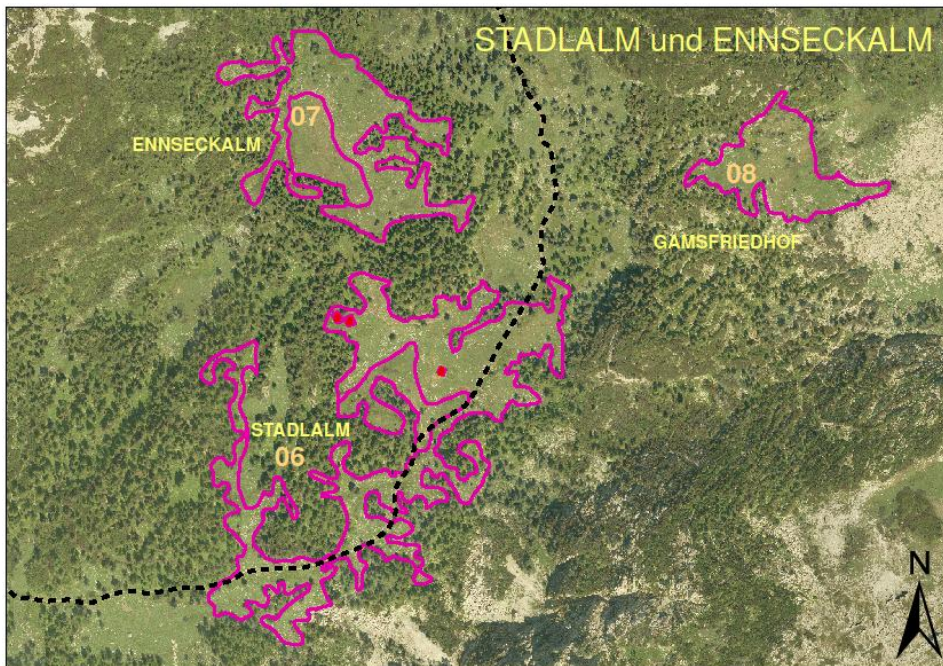 STADLALM und ENNSECKALM
07
ENNSECKALM
08
GAMSFRIEDHOF
STADLALM
06
N